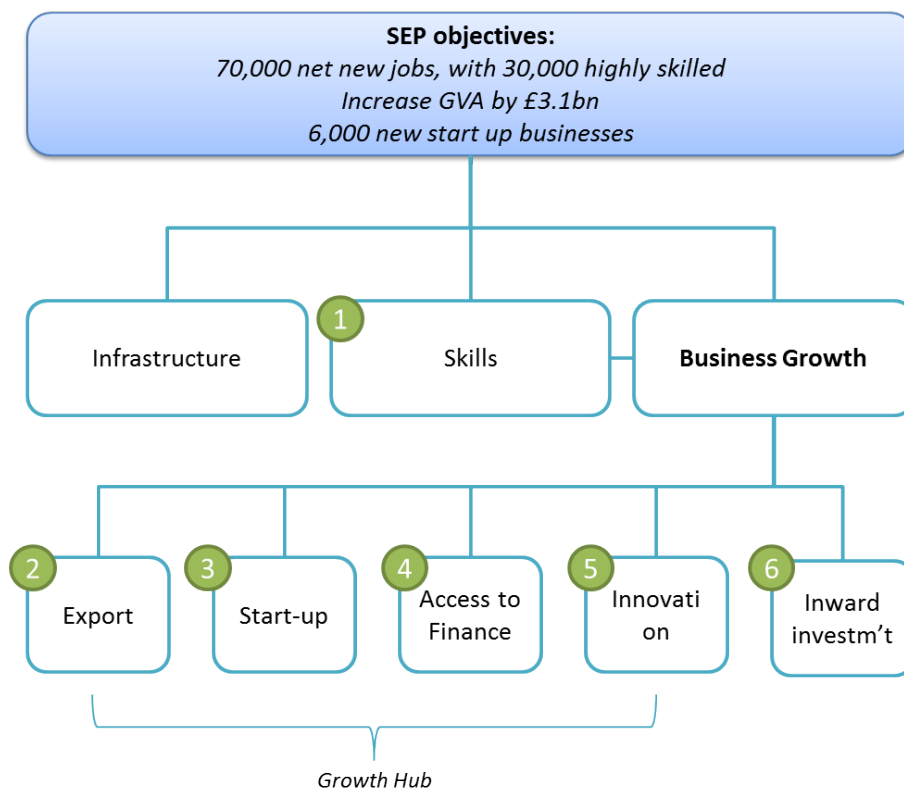 SEP objectives:
70,000 net new jobs, with 30,000 highly skilled
Increase GVA by £3.1bn
6,000 new start up businesses
1
Infrastructure
Skills
Business Growth
2
3
4
5
6
Export
Start-up
Access to
Finance
Innovati
on
Inward
investm't
Growth Hub